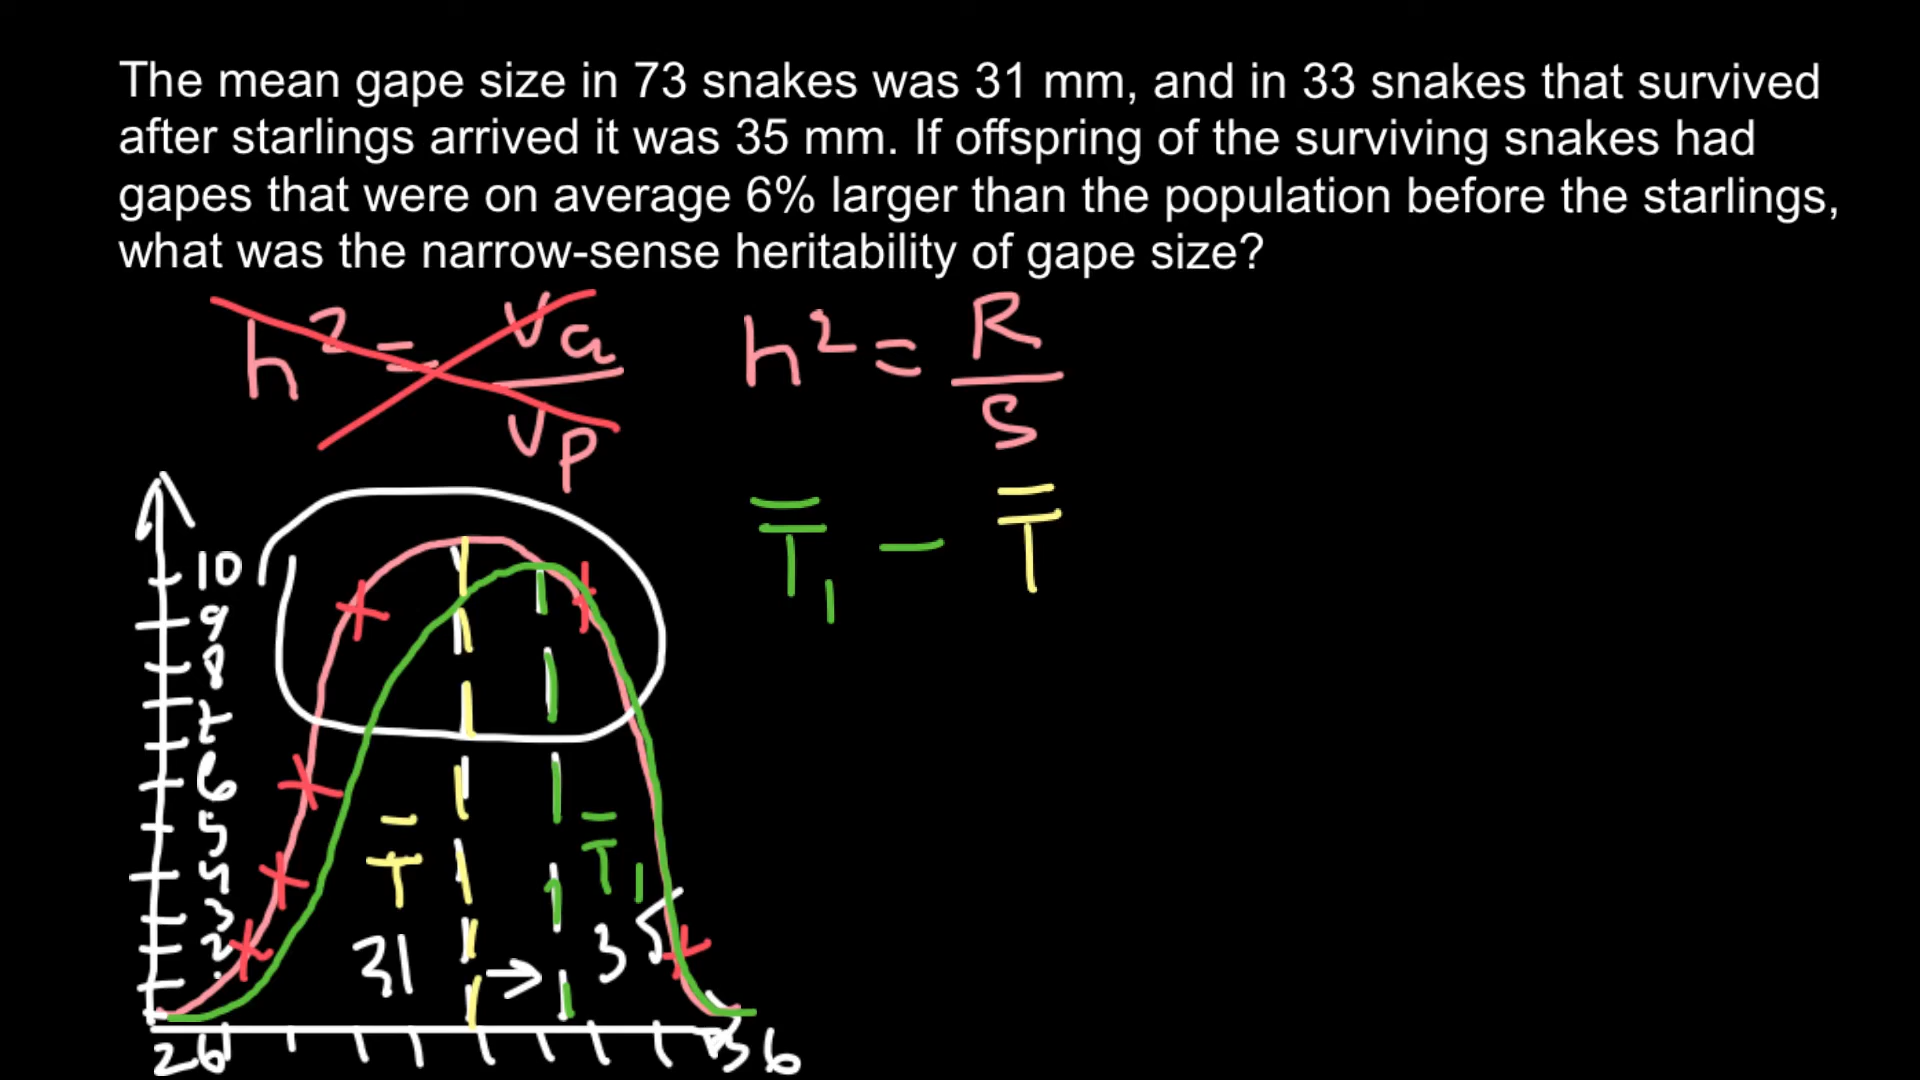 The mean gape size in 73 snakes was 31 mm, and in 33 snakes that survived
after starlings arrived it was 35 mm. If offspring of the surviving snakes had
gapes that were on average 6% larger than the population before the starlings,
what was the narrow-sense heritability of gape size?
h² = Va/Vp
h² = R/S
T̿₁ - T̿
10
9
8
7
6
5
4
3
2
T̿
T̿₁
31 → 35
26
36